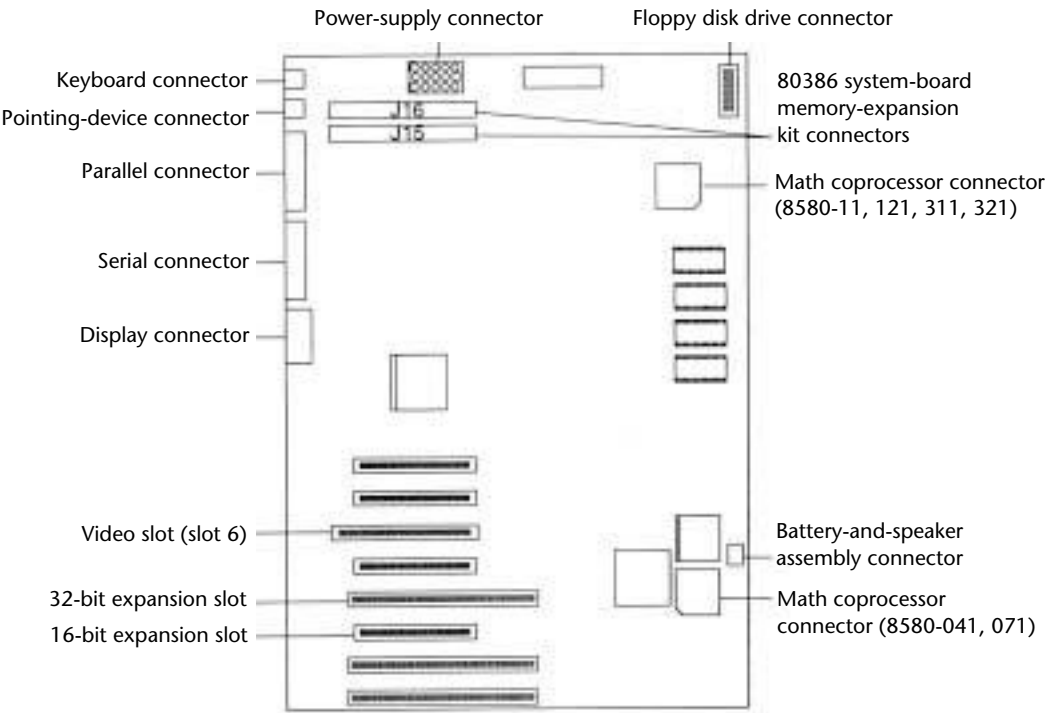 Power-supply connector
Floppy disk drive connector
Keyboard connector
Pointing-device connector
Parallel connector
Serial connector
Display connector
Video slot (slot 6)
32-bit expansion slot
16-bit expansion slot
J16
J15
80386 system-board
memory-expansion
kit connectors
Math coprocessor connector
(8580-11, 121, 311, 321)
Battery-and-speaker
assembly connector
Math coprocessor
connector (8580-041, 071)